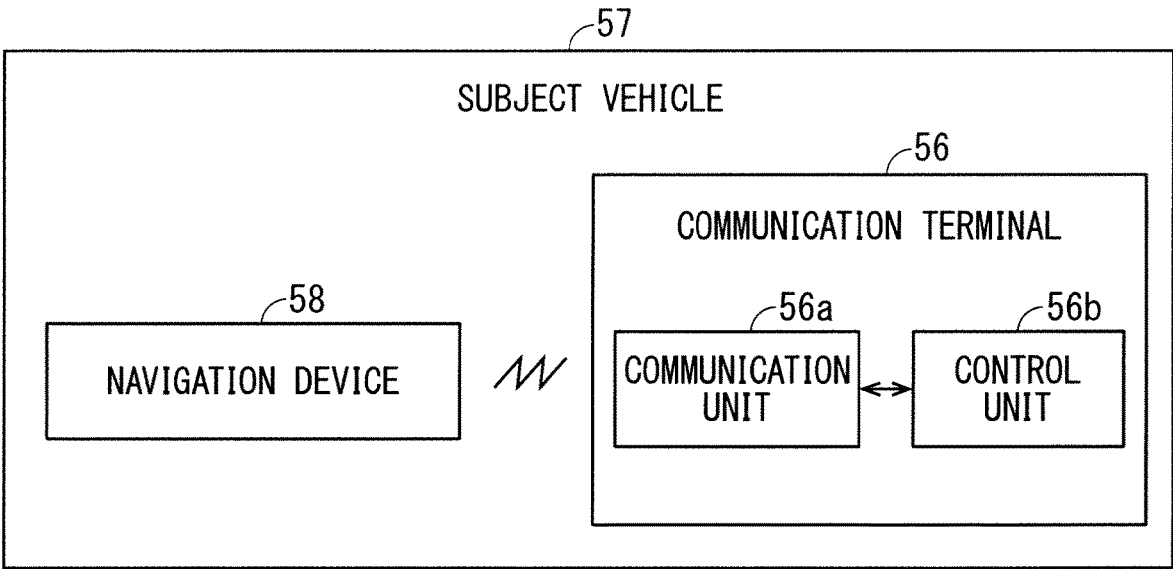 57
SUBJECT VEHICLE
56
COMMUNICATION TERMINAL
58
NAVIGATION DEVICE
56a
COMMUNICATION
UNIT
56b
CONTROL
UNIT